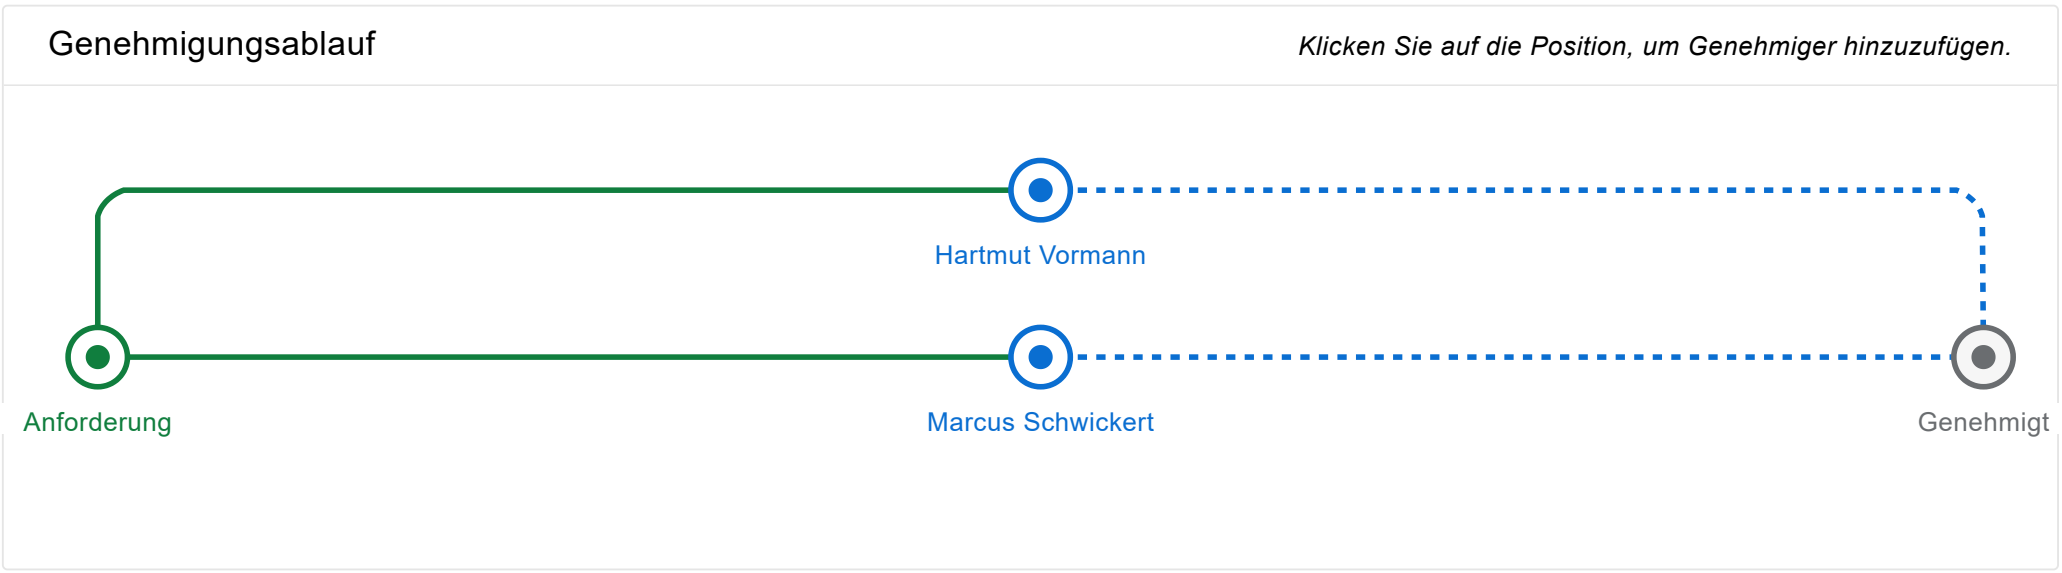 Genehmigungsablauf
Klicken Sie auf die Position, um Genehmiger hinzuzufügen.
Hartmut Vormann
Anforderung
Marcus Schwickert
Genehmigt